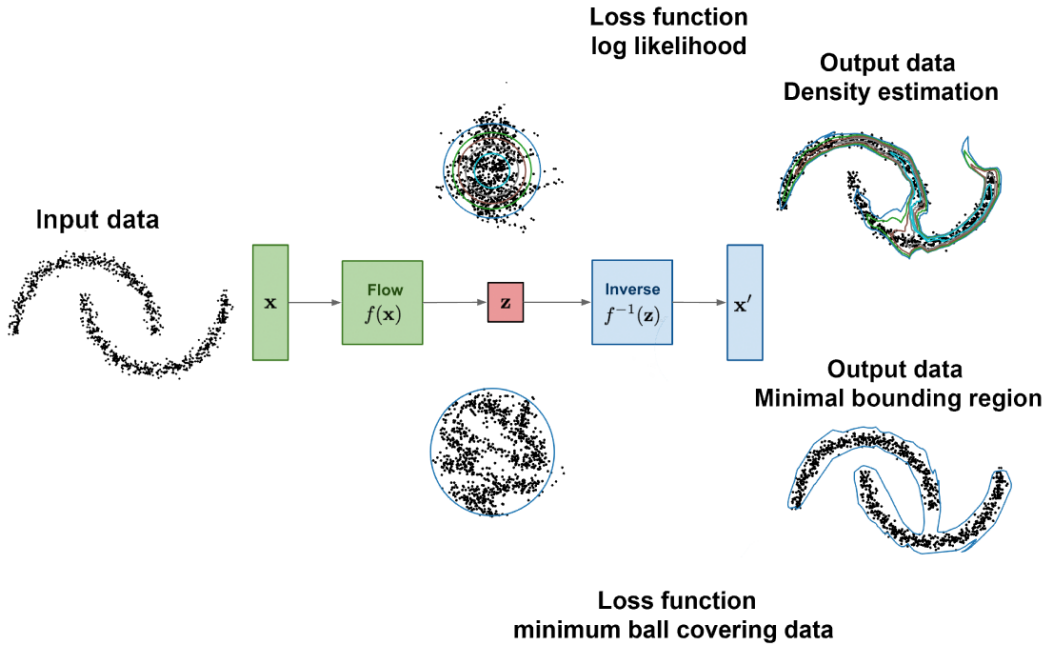 Loss function
log likelihood
Output data
Density estimation
Input data
x
Flow
f(x)
z
Inverse
f⁻¹(z)
x′
Output data
Minimal bounding region
Loss function
minimum ball covering data